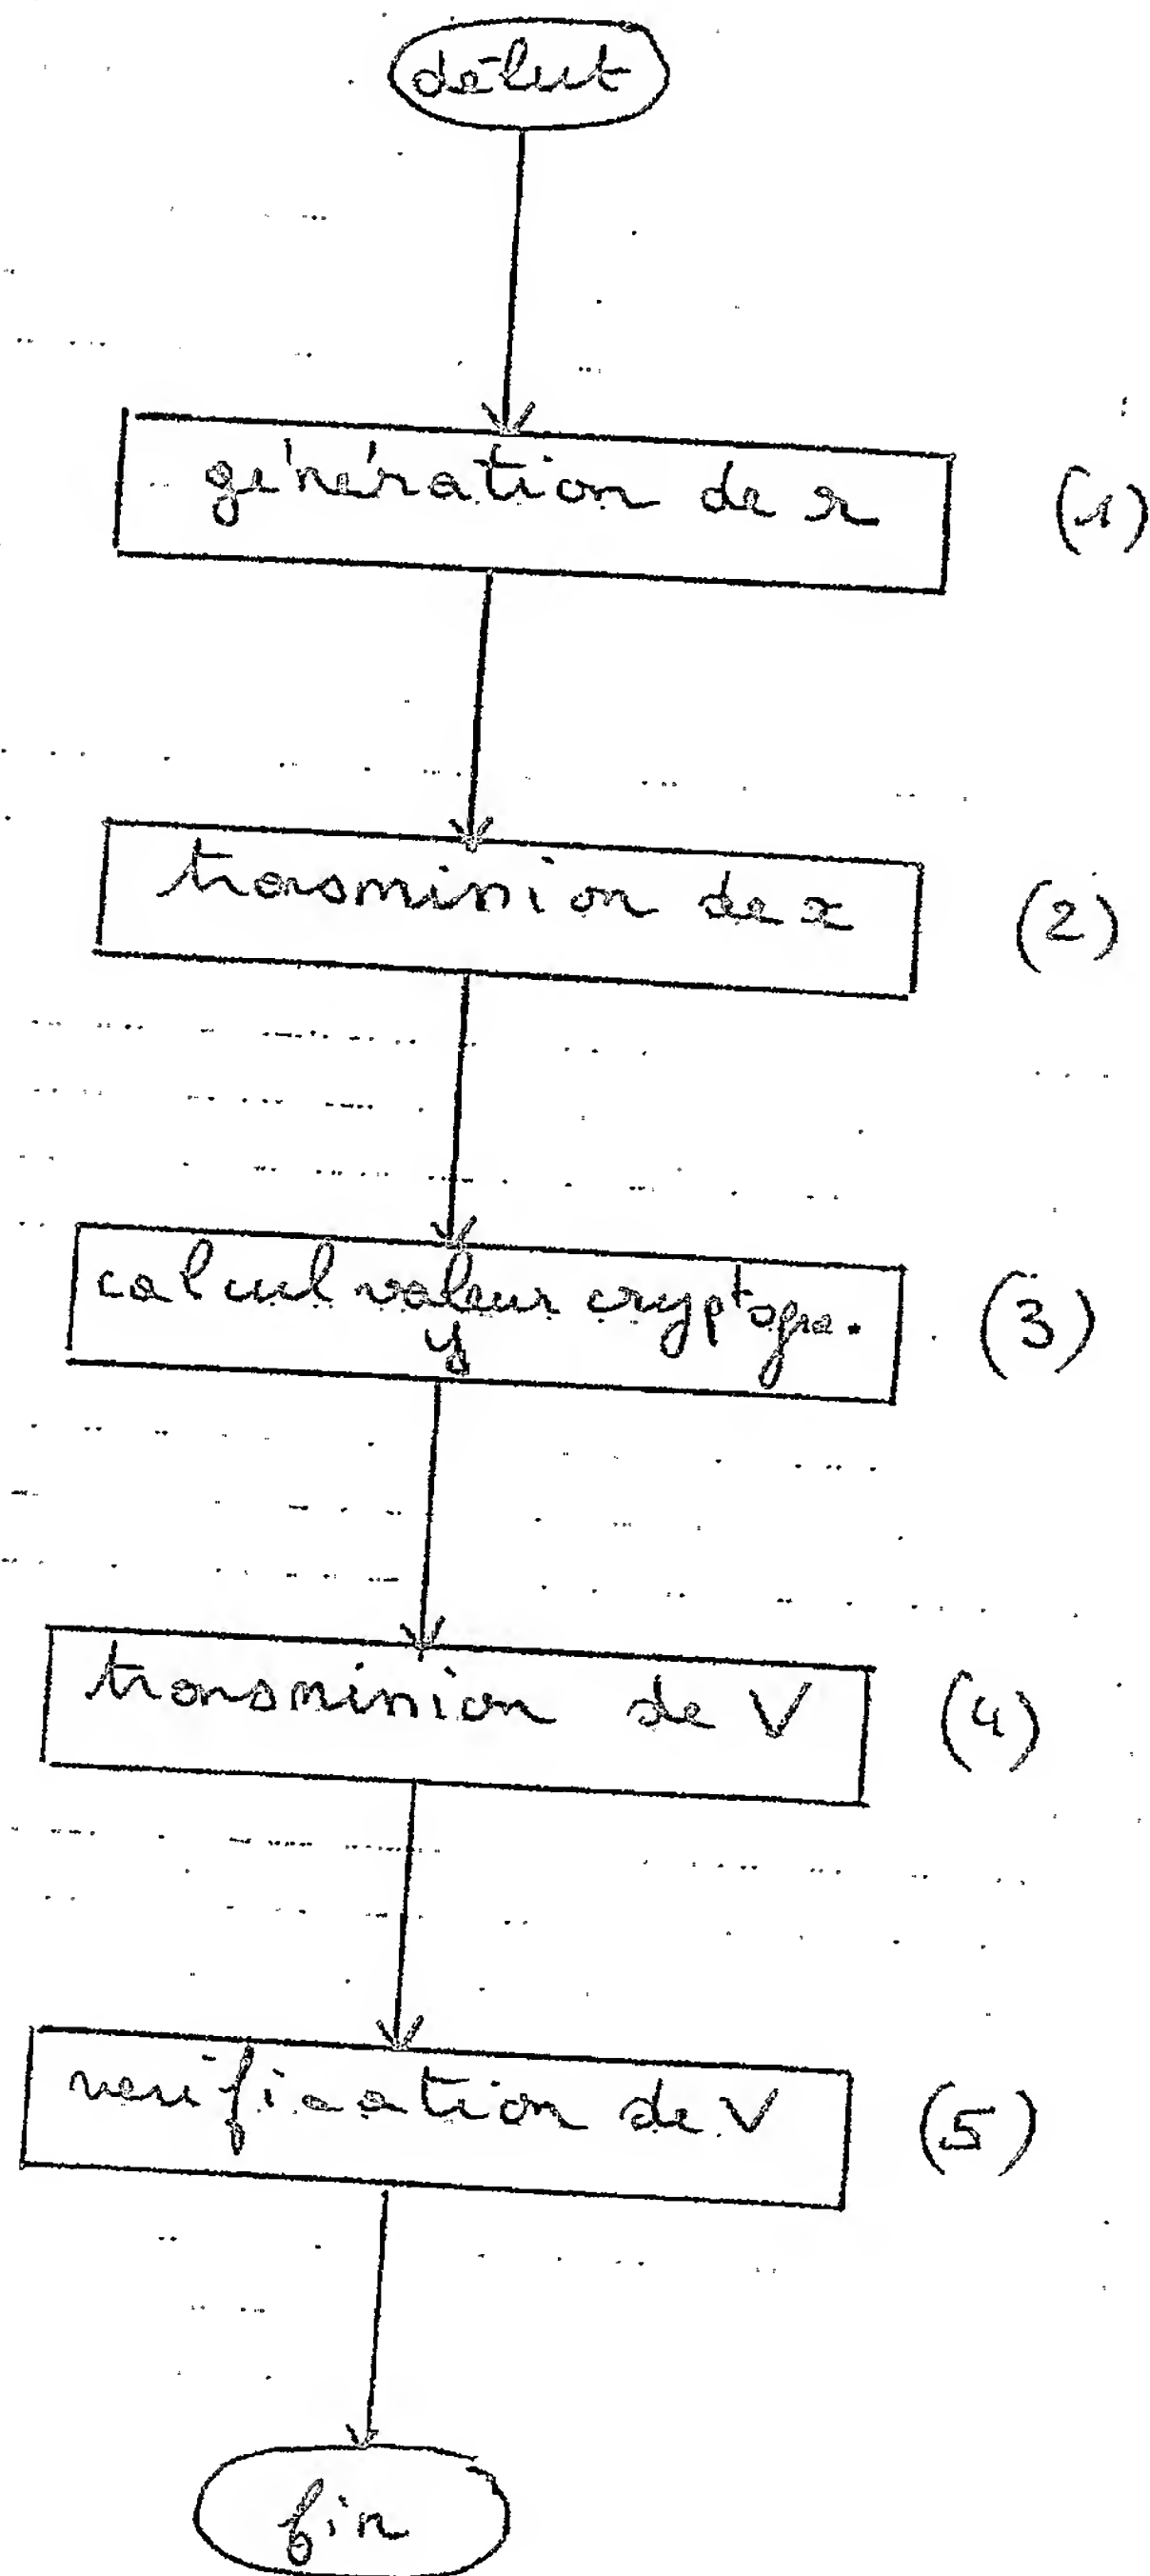 début
génération de r
(1)
transmission de x
(2)
calcul valeur cryptogra.
y
(3)
transmission de V
(4)
vérification de V
(5)
fin